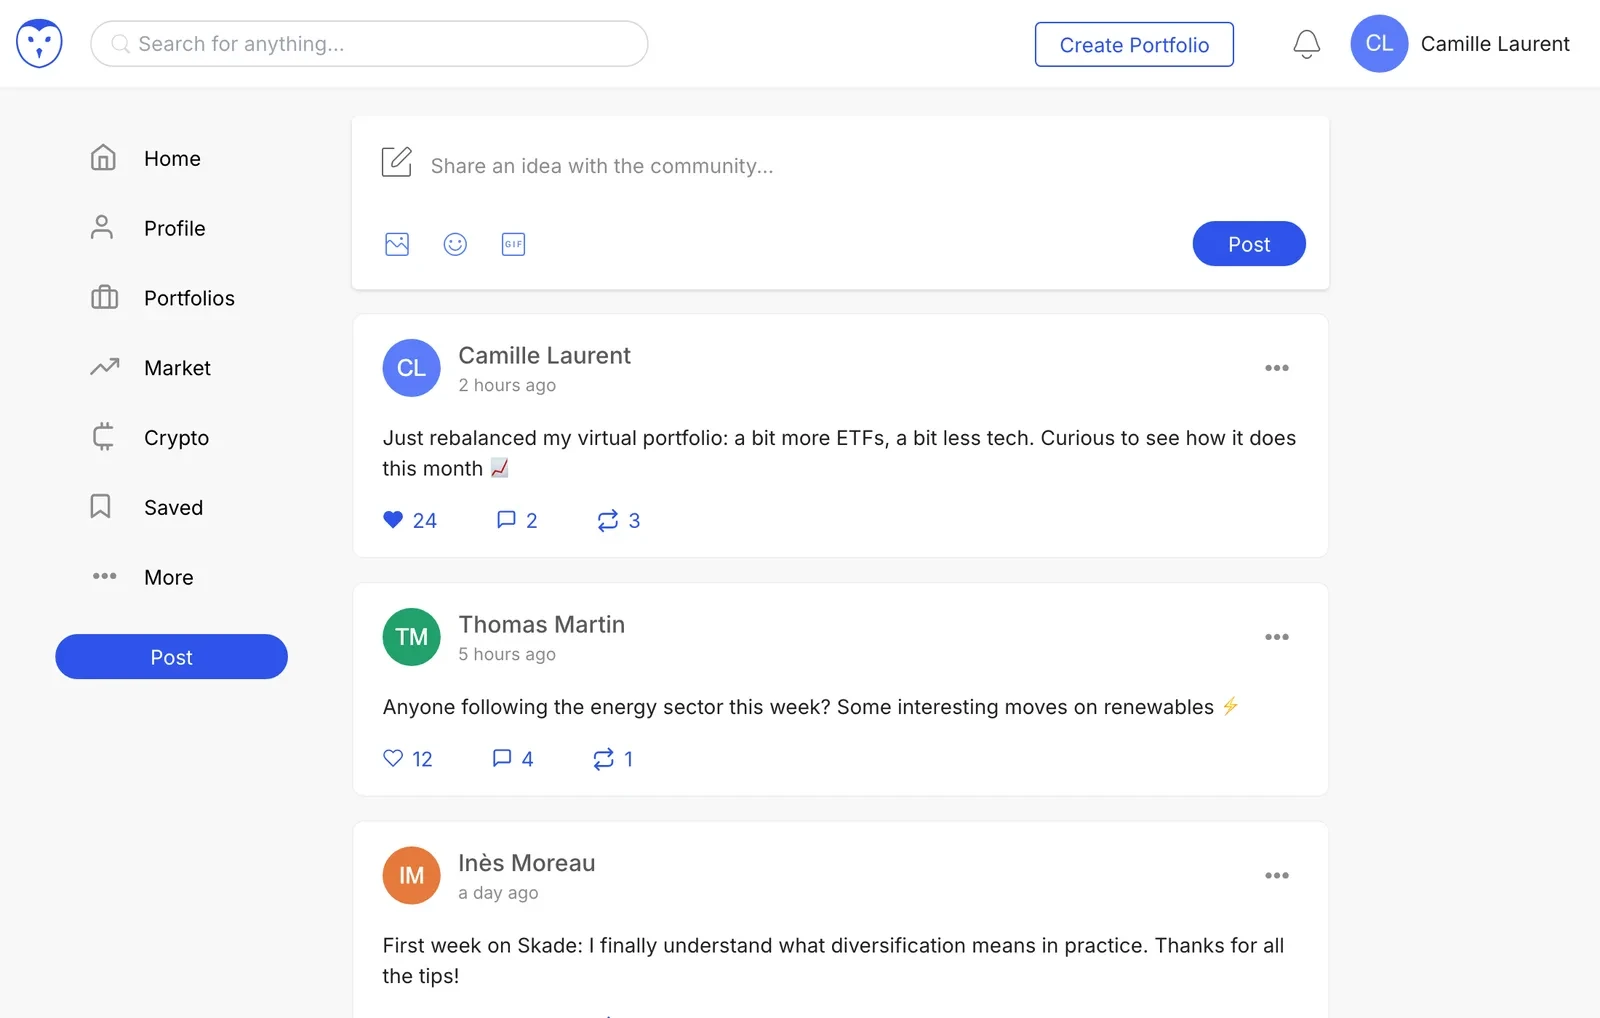 Search for anything...
Create Portfolio
CL
Camille Laurent
Home
Profile
Portfolios
Market
Crypto
Saved
More
Post
Share an idea with the community...
GIF
Post
CL
Camille Laurent
2 hours ago
Just rebalanced my virtual portfolio: a bit more ETFs, a bit less tech. Curious to see how it does
this month 📈
24
2
3
TM
Thomas Martin
5 hours ago
Anyone following the energy sector this week? Some interesting moves on renewables ⚡
12
4
1
IM
Inès Moreau
a day ago
First week on Skade: I finally understand what diversification means in practice. Thanks for all
the tips!